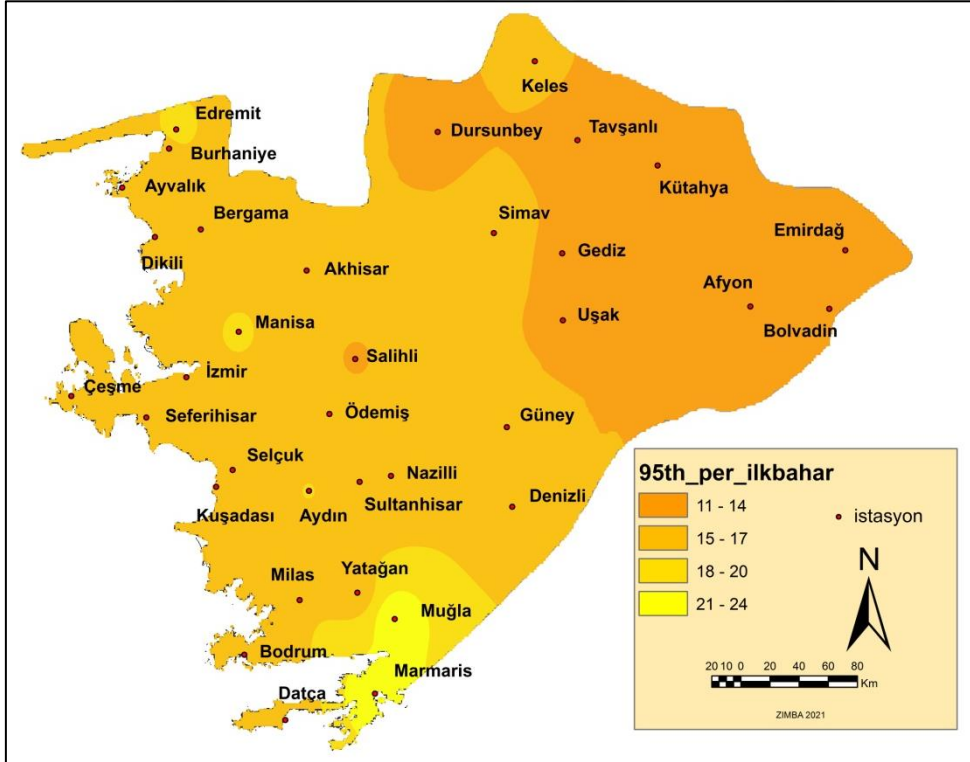 Keles
Edremit
Dursunbey
Tavşanlı
Burhaniye
Kütahya
Ayvalık
Bergama
Simav
Emirdağ
Gediz
Dikili
Akhisar
Afyon
Manisa
Uşak
Bolvadin
Salihli
İzmir
Çeşme
Seferihisar
Ödemiş
Güney
Selçuk
Nazilli
Denizli
Kuşadası
Aydın
Sultanhisar
Milas
Yatağan
Muğla
Bodrum
Marmaris
Datça
95th_per_ilkbahar
11 - 14
15 - 17
18 - 20
21 - 24
istasyon
N
20 10 0 20 40 60 80
Km
ZIMBA 2021